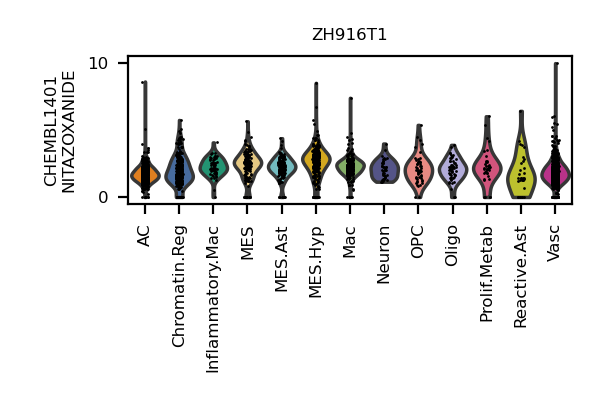 ZH916T1
CHEMBL1401
NITAZOXANIDE
10
0
AC
Chromatin.Reg
Inflammatory.Mac
MES
MES.Ast
MES.Hyp
Mac
Neuron
OPC
Oligo
Prolif.Metab
Reactive.Ast
Vasc